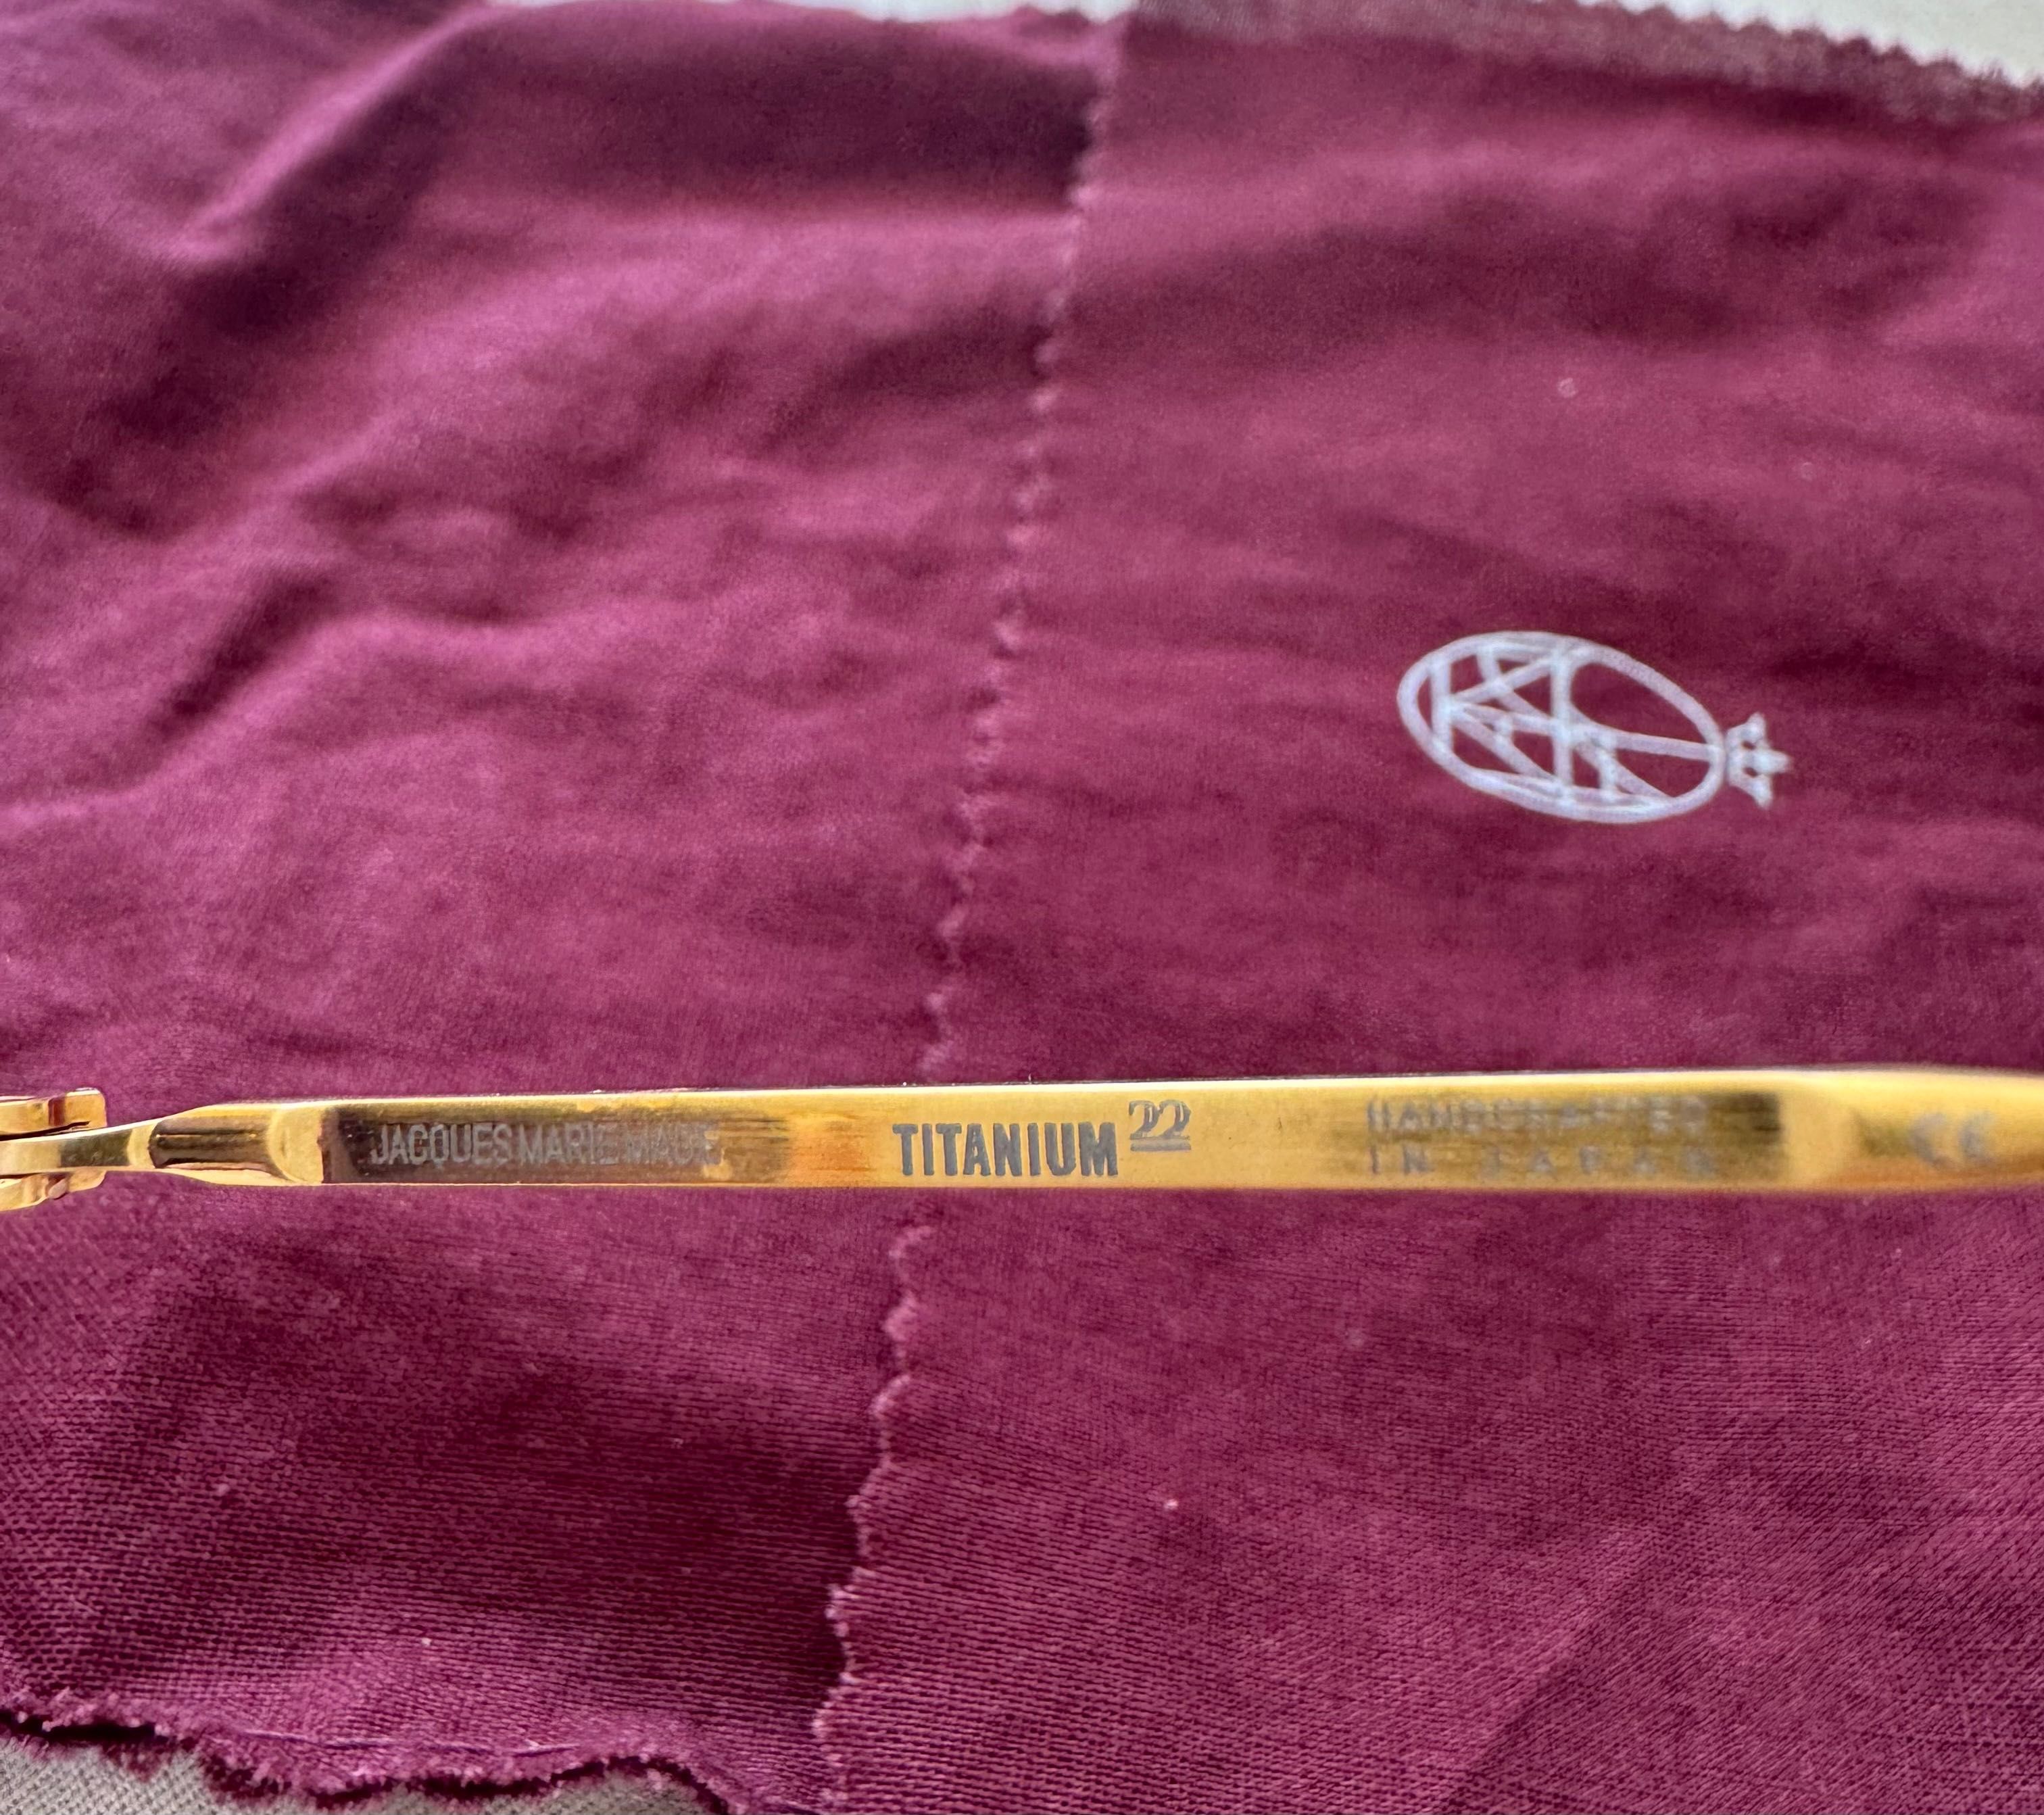 JACQUES MARIE MAGE
TITANIUM 22
HANDCRAFTED
IN JAPAN
CE